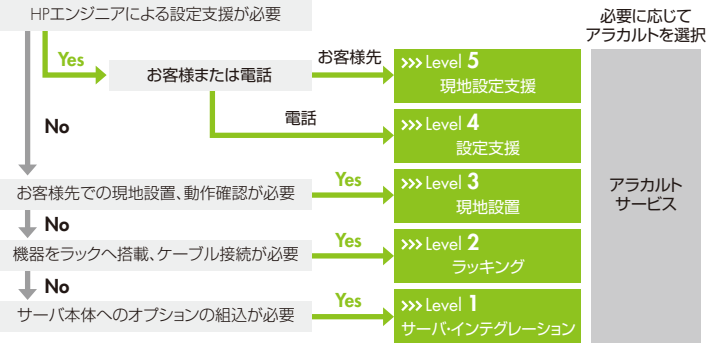 HPエンジニアによる設定支援が必要
必要に応じて
アラカルトを選択
Yes
お客様または電話
お客様先
>>> Level 5
現地設定支援
No
電話
>>> Level 4
設定支援
お客様先での現地設置、動作確認が必要
Yes
>>> Level 3
現地設置
アラカルト
サービス
No
機器をラックへ搭載、ケーブル接続が必要
Yes
>>> Level 2
ラッキング
No
サーバ本体へのオプションの組込が必要
Yes
>>> Level 1
サーバ・インテグレーション